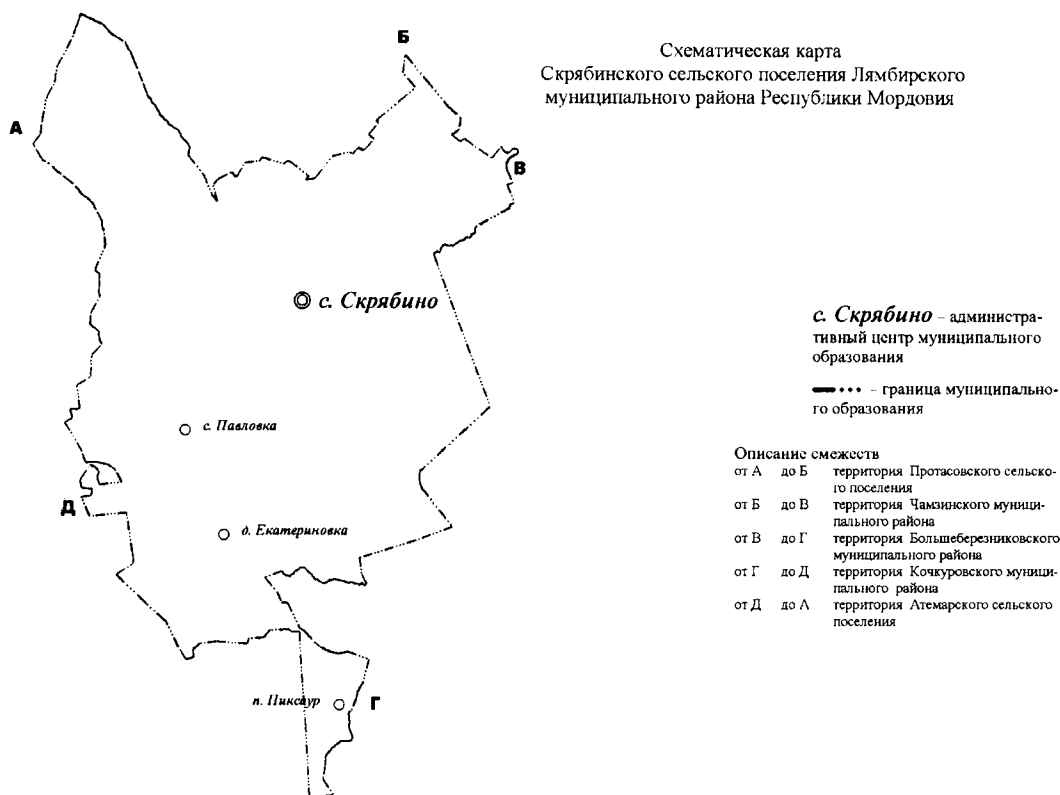 Схематическая карта
Скрябинского сельского поселения Лямбирского
муниципального района Республики Мордовия
Б
А
В
с. Скрябино
с. Скрябино – администра-
тивный центр муниципального
образования
– граница муниципально-
го образования
с. Павловка
Д
д. Екатериновка
п. Пиксаур
Г
Описание смежеств
от А до Б территория Протасовского сельско-
го поселения
от Б до В территория Чамзинского муници-
пального района
от В до Г территория Большеберезниковского
муниципального района
от Г до Д территория Кочкуровского муници-
пального района
от Д до А территория Атемарского сельского
поселения